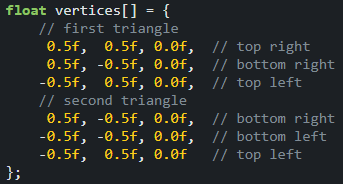 float vertices[] = {
    // first triangle
     0.5f,  0.5f, 0.0f,  // top right
     0.5f, -0.5f, 0.0f,  // bottom right
    -0.5f,  0.5f, 0.0f,  // top left
    // second triangle
     0.5f, -0.5f, 0.0f,  // bottom right
    -0.5f, -0.5f, 0.0f,  // bottom left
    -0.5f,  0.5f, 0.0f   // top left
};